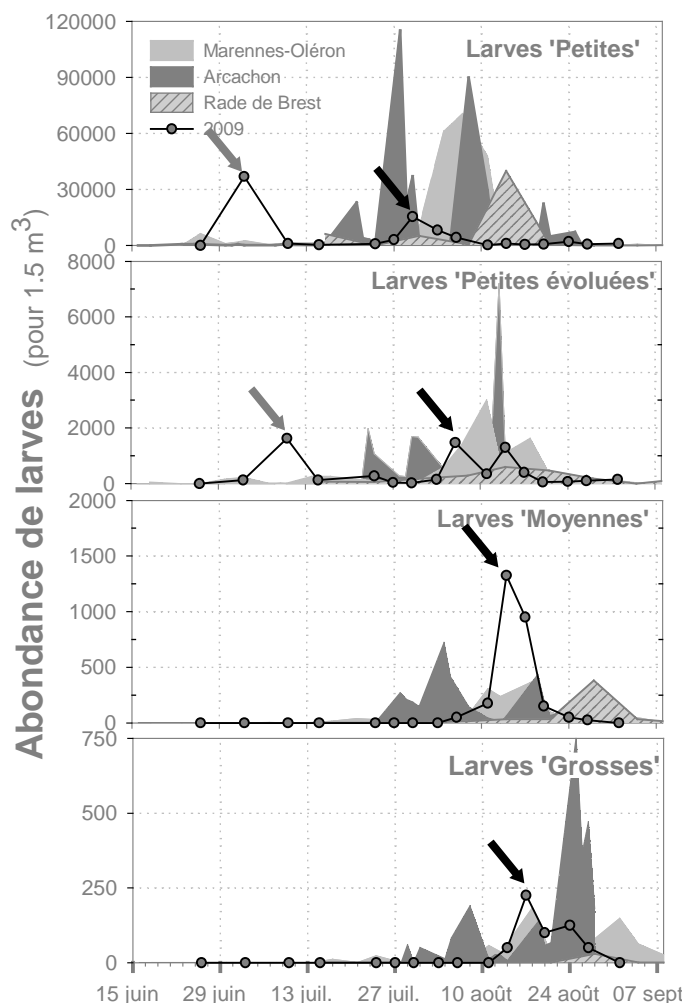 120000
90000
60000
30000
0
Larves 'Petites'
Marennes-Oléron
Arcachon
Rade de Brest
2009
Abondance de larves (pour 1.5 m³)
8000
6000
4000
2000
0
Larves 'Petites évoluées'
2000
1500
1000
500
0
Larves 'Moyennes'
750
500
250
0
Larves 'Grosses'
15 juin 29 juin 13 juil. 27 juil. 10 août 24 août 07 sept